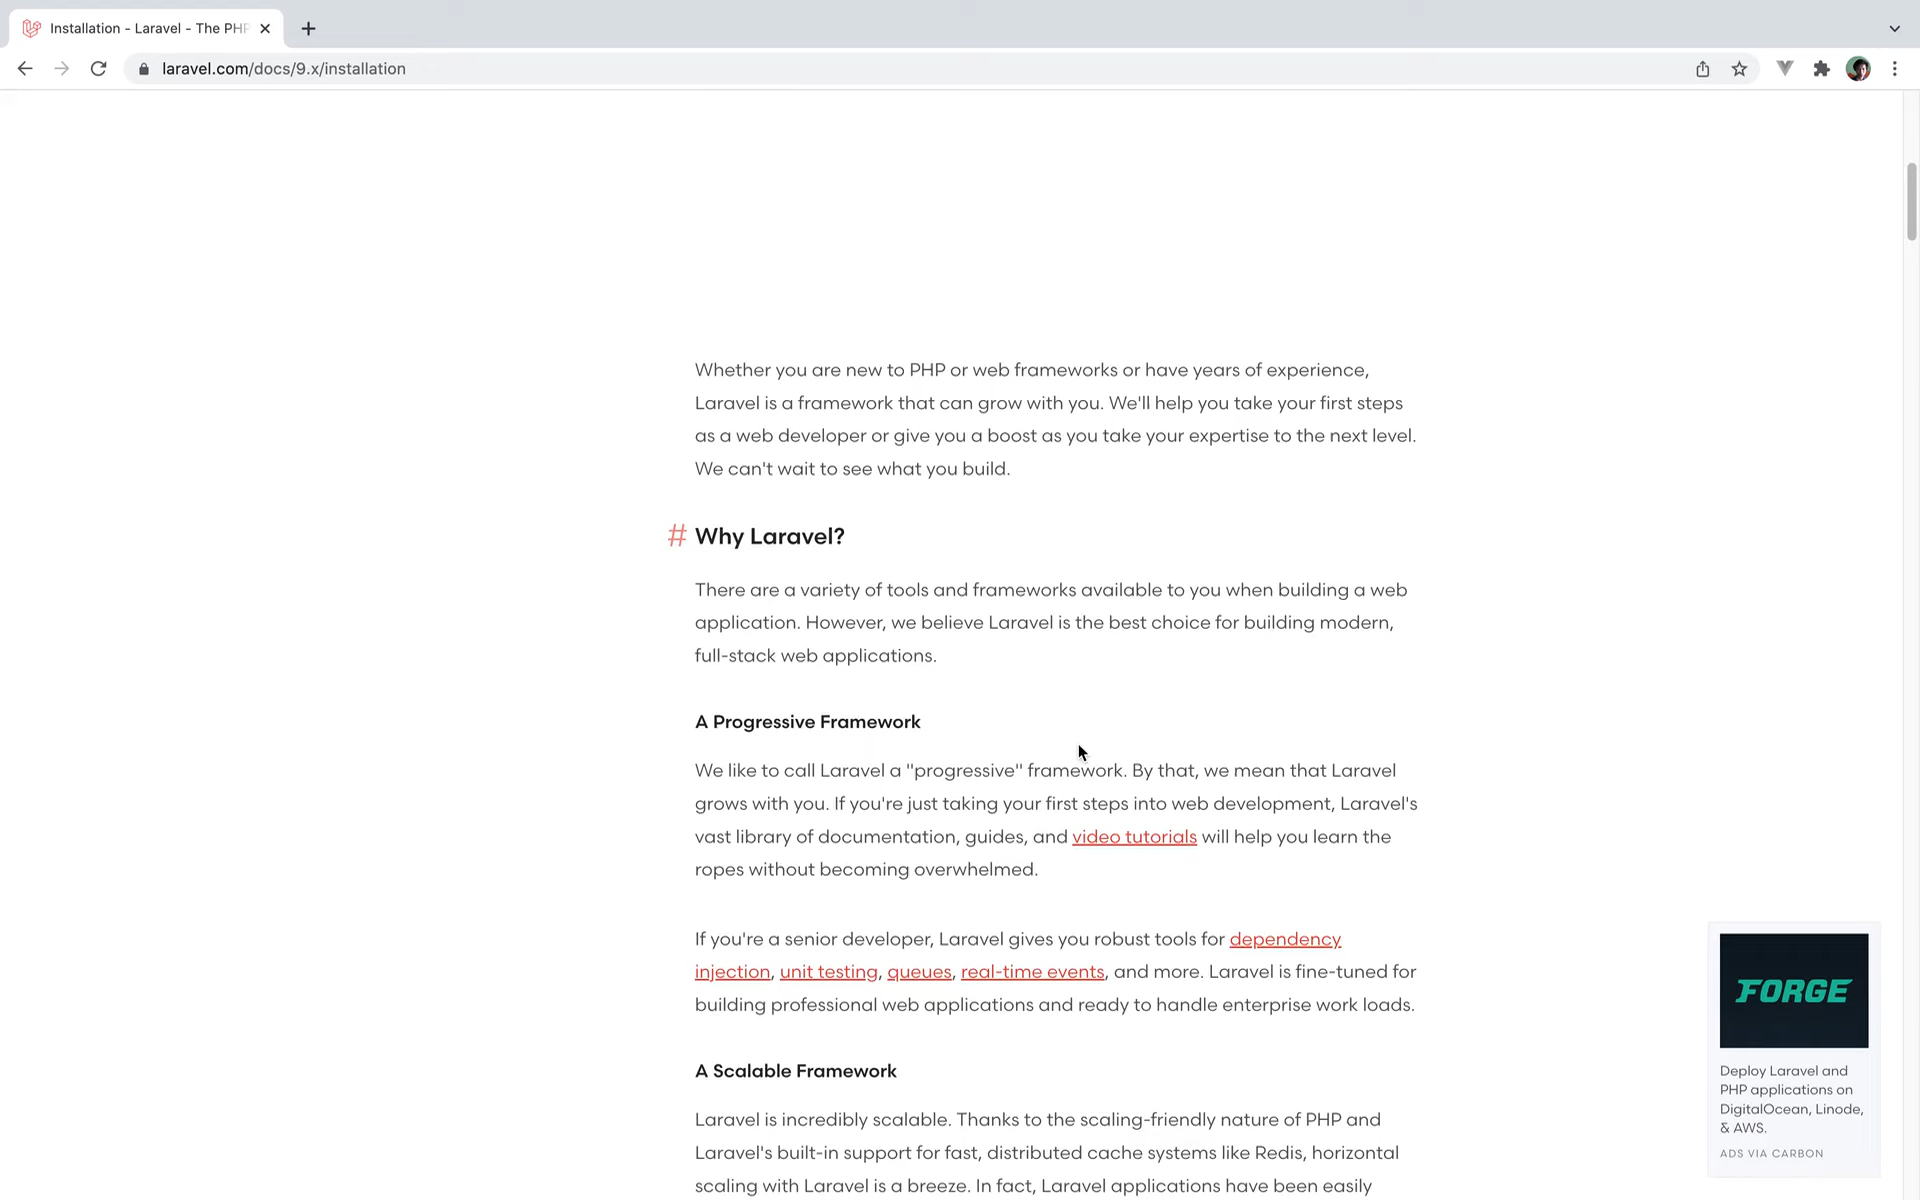 Installation - Laravel - The PHP
laravel.com/docs/9.x/installation
Whether you are new to PHP or web frameworks or have years of experience,
Laravel is a framework that can grow with you. We'll help you take your first steps
as a web developer or give you a boost as you take your expertise to the next level.
We can't wait to see what you build.
# Why Laravel?
There are a variety of tools and frameworks available to you when building a web
application. However, we believe Laravel is the best choice for building modern,
full-stack web applications.
A Progressive Framework
We like to call Laravel a "progressive" framework. By that, we mean that Laravel
grows with you. If you're just taking your first steps into web development, Laravel's
vast library of documentation, guides, and video tutorials will help you learn the
ropes without becoming overwhelmed.
If you're a senior developer, Laravel gives you robust tools for dependency
injection, unit testing, queues, real-time events, and more. Laravel is fine-tuned for
building professional web applications and ready to handle enterprise work loads.
A Scalable Framework
Laravel is incredibly scalable. Thanks to the scaling-friendly nature of PHP and
Laravel's built-in support for fast, distributed cache systems like Redis, horizontal
scaling with Laravel is a breeze. In fact, Laravel applications have been easily
FORGE
Deploy Laravel and
PHP applications on
DigitalOcean, Linode,
& AWS.
ADS VIA CARBON